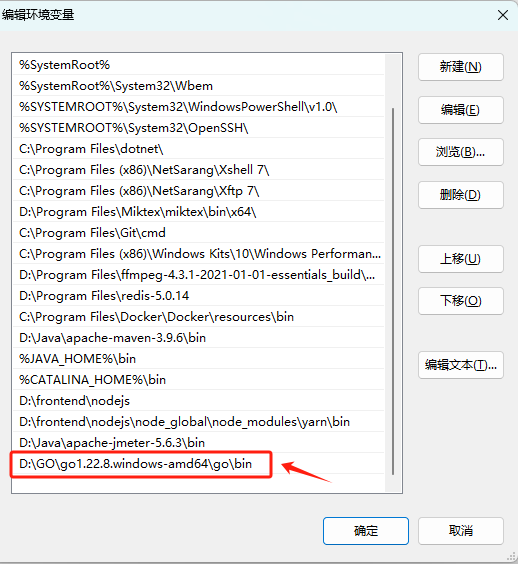 编辑环境变量
%SystemRoot%
%SystemRoot%\System32\Wbem
%SYSTEMROOT%\System32\WindowsPowerShell\v1.0\
%SYSTEMROOT%\System32\OpenSSH\
C:\Program Files\dotnet\
C:\Program Files (x86)\NetSarang\Xshell 7\
C:\Program Files (x86)\NetSarang\Xftp 7\
D:\Program Files\Miktex\miktex\bin\x64\
C:\Program Files\Git\cmd
C:\Program Files (x86)\Windows Kits\10\Windows Performan...
D:\Program Files\ffmpeg-4.3.1-2021-01-01-essentials_build\...
D:\Program Files\redis-5.0.14
C:\Program Files\Docker\Docker\resources\bin
D:\Java\apache-maven-3.9.6\bin
%JAVA_HOME%\bin
%CATALINA_HOME%\bin
D:\frontend\nodejs
D:\frontend\nodejs\node_global\node_modules\yarn\bin
D:\Java\apache-jmeter-5.6.3\bin
D:\GO\go1.22.8.windows-amd64\go\bin
新建(N)
编辑(E)
浏览(B)...
删除(D)
上移(U)
下移(O)
编辑文本(T)...
确定
取消